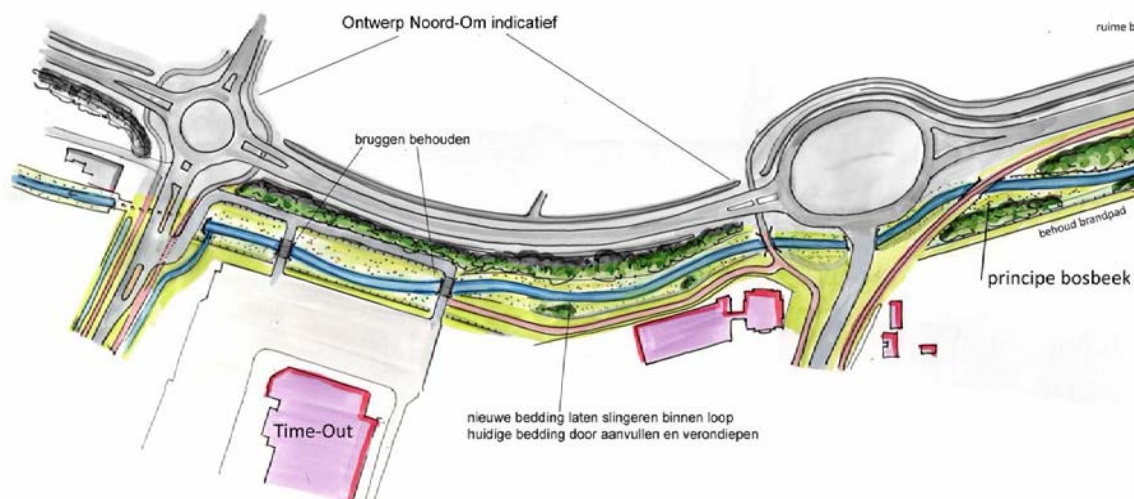 Ontwerp Noord-Om indicatief
ruime b
bruggen behouden
behoud brandpad
principe bosbeek
nieuwe bedding laten slingeren binnen loop
huidige bedding door aanvullen en verondiepen
Time-Out